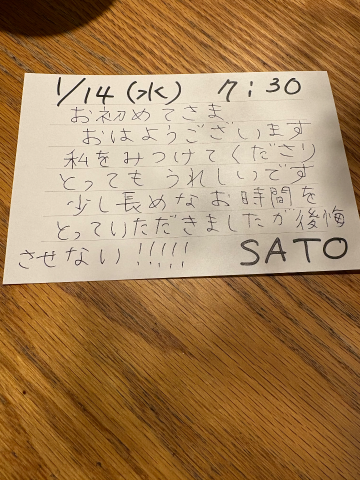 1/14(水) 7:30
お初めてさま
おはようございます
私をみつけてくださり
とってもうれしいです
少し長めなお時間を
とっていただきましたが後悔
させない!!!!! SATO